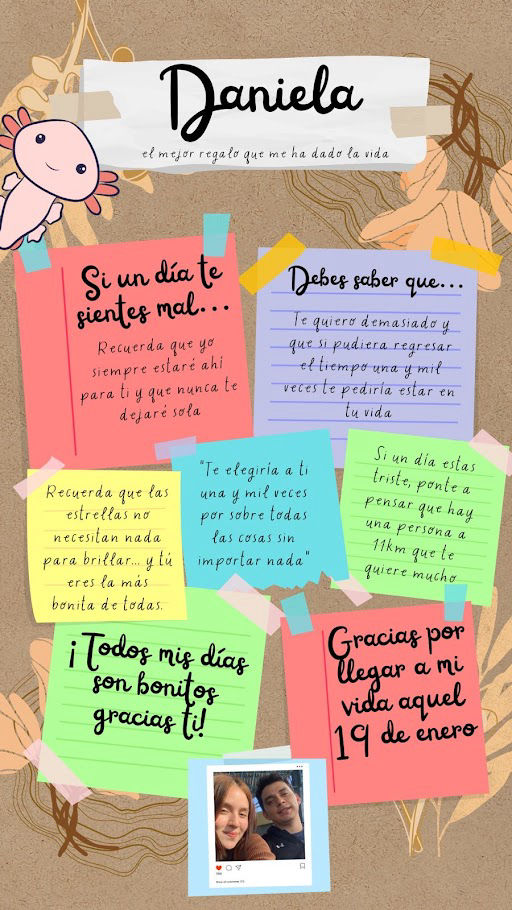 Daniela
el mejor regalo que me ha dado la vida
Si un día te
sientes mal...
Recuerda que yo
siempre estaré ahí
para ti y que nunca te
dejaré sola
Debes saber que...
Te quiero demasiado y
que si pudiera regresar
el tiempo una y mil
veces te pediría estar en
tu vida
Recuerda que las
estrellas no
necesitan nada
para brillar... y tú
eres la más
bonita de todas.
"Te elegiría a ti
una y mil veces
por sobre todas
las cosas sin
importar nada"
Si un día estas
triste, ponte a
pensar que hay
una persona a
11km que te
quiere mucho
¡Todos mis días
son bonitos
gracias ti!
Gracias por
llegar a mi
vida aquel
19 de enero